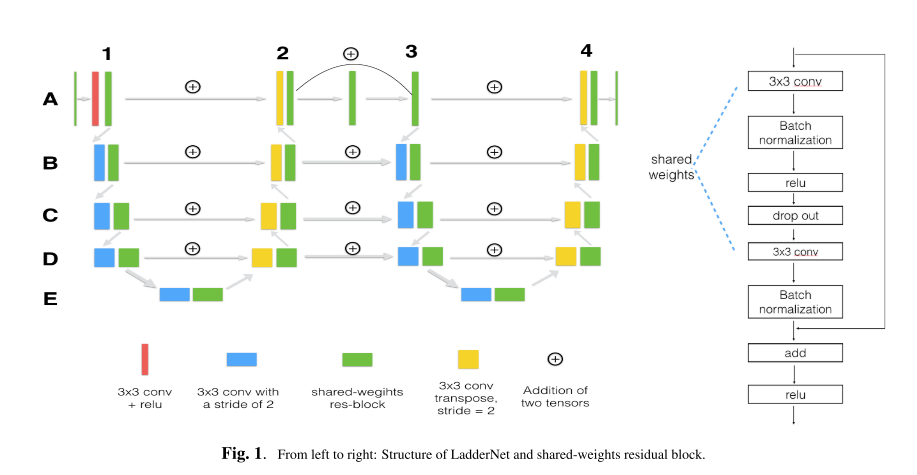 1 2 3 4
A
B
C
D
E
3x3 conv
+ relu
3x3 conv with
a stride of 2
shared-wegihts
res-block
3x3 conv
transpose,
stride = 2
Addition of
two tensors
shared
weights
3x3 conv
Batch
normalization
relu
drop out
3x3 conv
Batch
normalization
add
relu
Fig. 1. From left to right: Structure of LadderNet and shared-weights residual block.